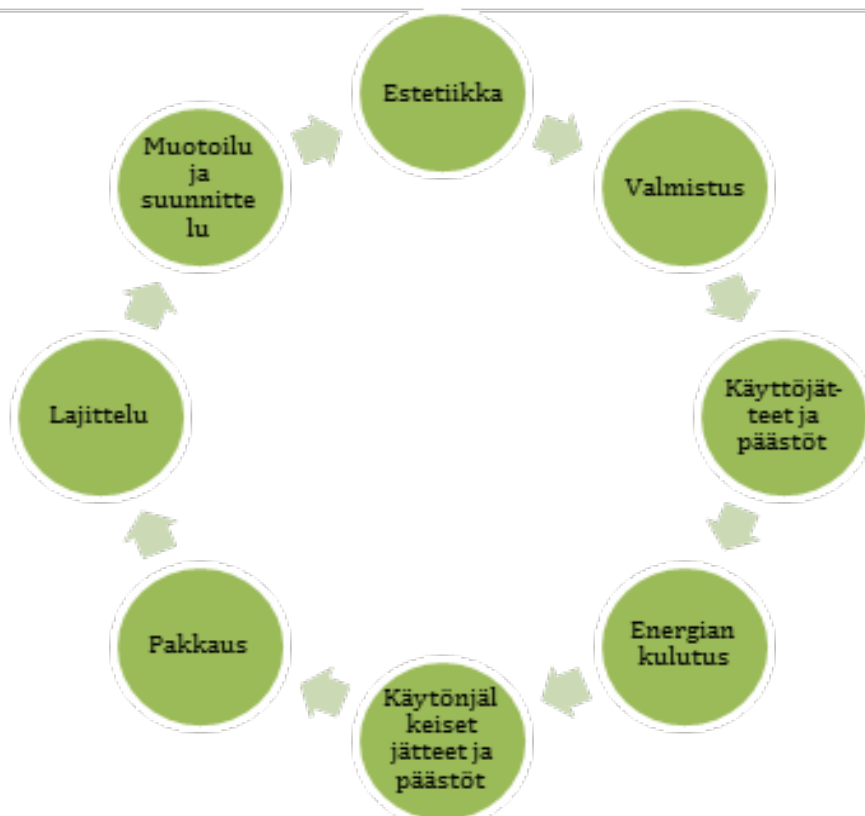 Estetiikka
Valmistus
Käyttöjät-
teet ja
päästöt
Energian
kulutus
Käytönjäl
keiset
jätteet ja
päästöt
Pakkaus
Lajittelu
Muotoilu
ja
suunnitte
lu